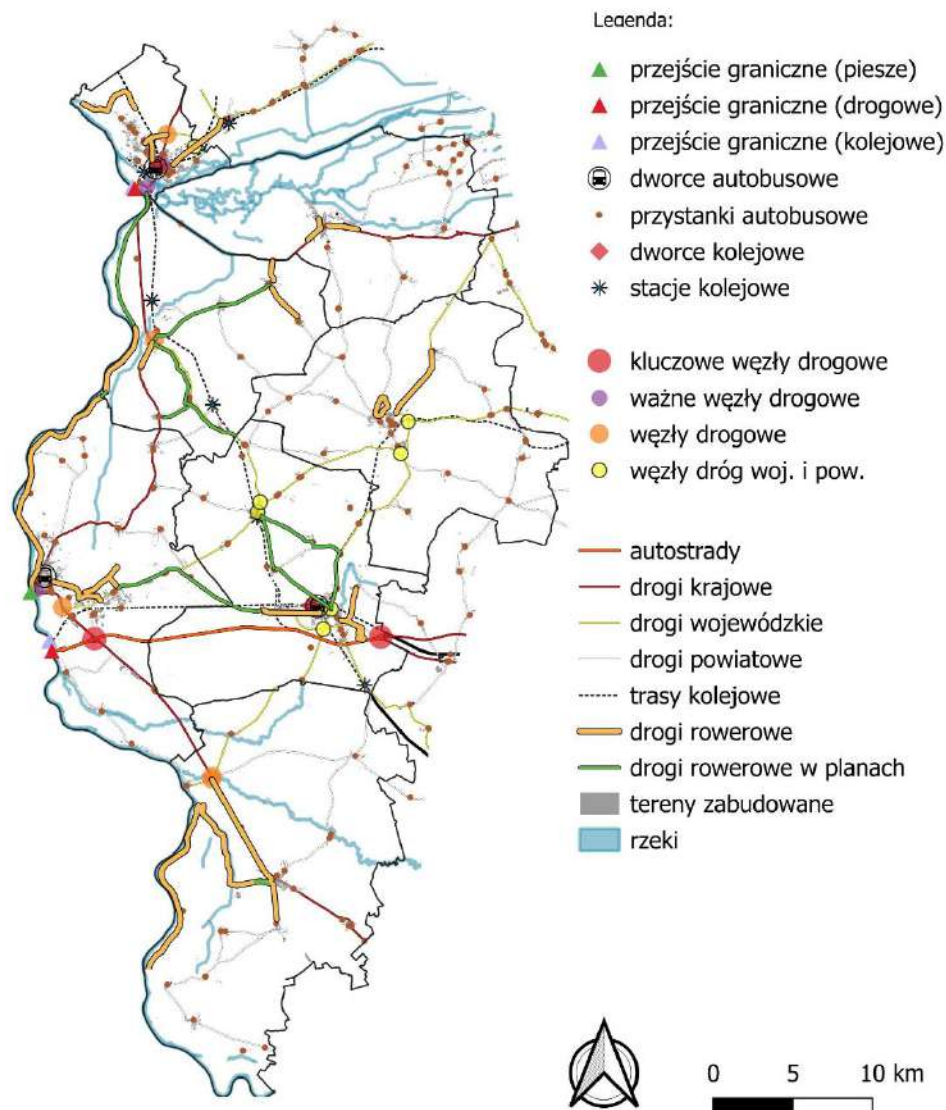 Legenda:
przejście graniczne (piesze)
przejście graniczne (drogowe)
przejście graniczne (kolejowe)
dworce autobusowe
przystanki autobusowe
dworce kolejowe
stacje kolejowe
kluczowe węzły drogowe
ważne węzły drogowe
węzły drogowe
węzły dróg woj. i pow.
autostrady
drogi krajowe
drogi wojewódzkie
drogi powiatowe
trasy kolejowe
drogi rowerowe
drogi rowerowe w planach
tereny zabudowane
rzeki
0 5 10 km